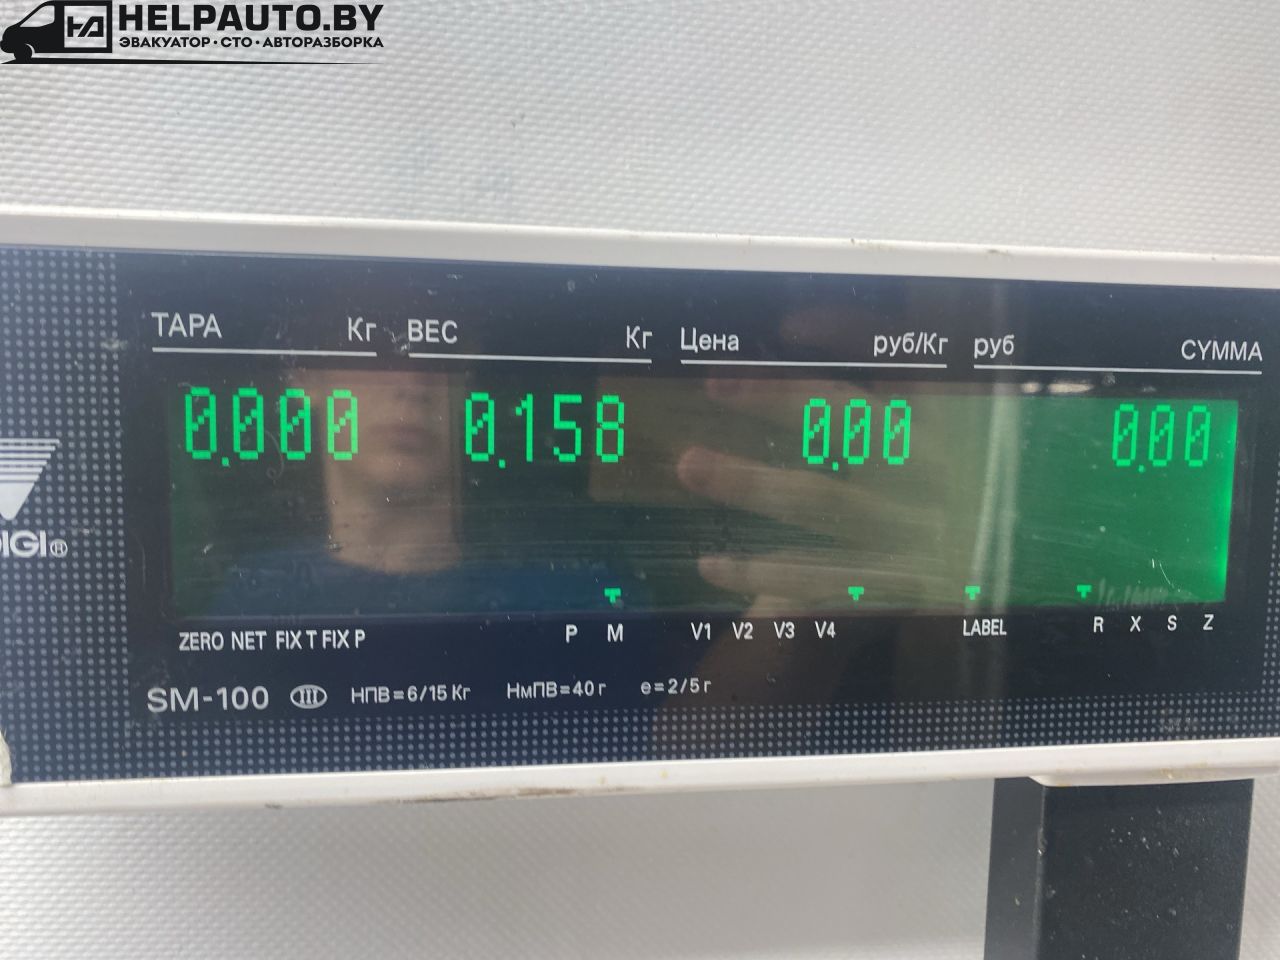 HELPAUTO.BY
ЭВАКУАТОР·СТО·АВТОРАЗБОРКА
ТАРА Кг ВЕС Кг Цена руб/Кг руб СУММА
0.000 0.158 0.00 0.00
DIGI®
ZERO NET FIX T FIX P P M V1 V2 V3 V4 LABEL R X S Z
SM-100 III НПВ=6/15 Кг НмПВ=40 г e=2/5 г